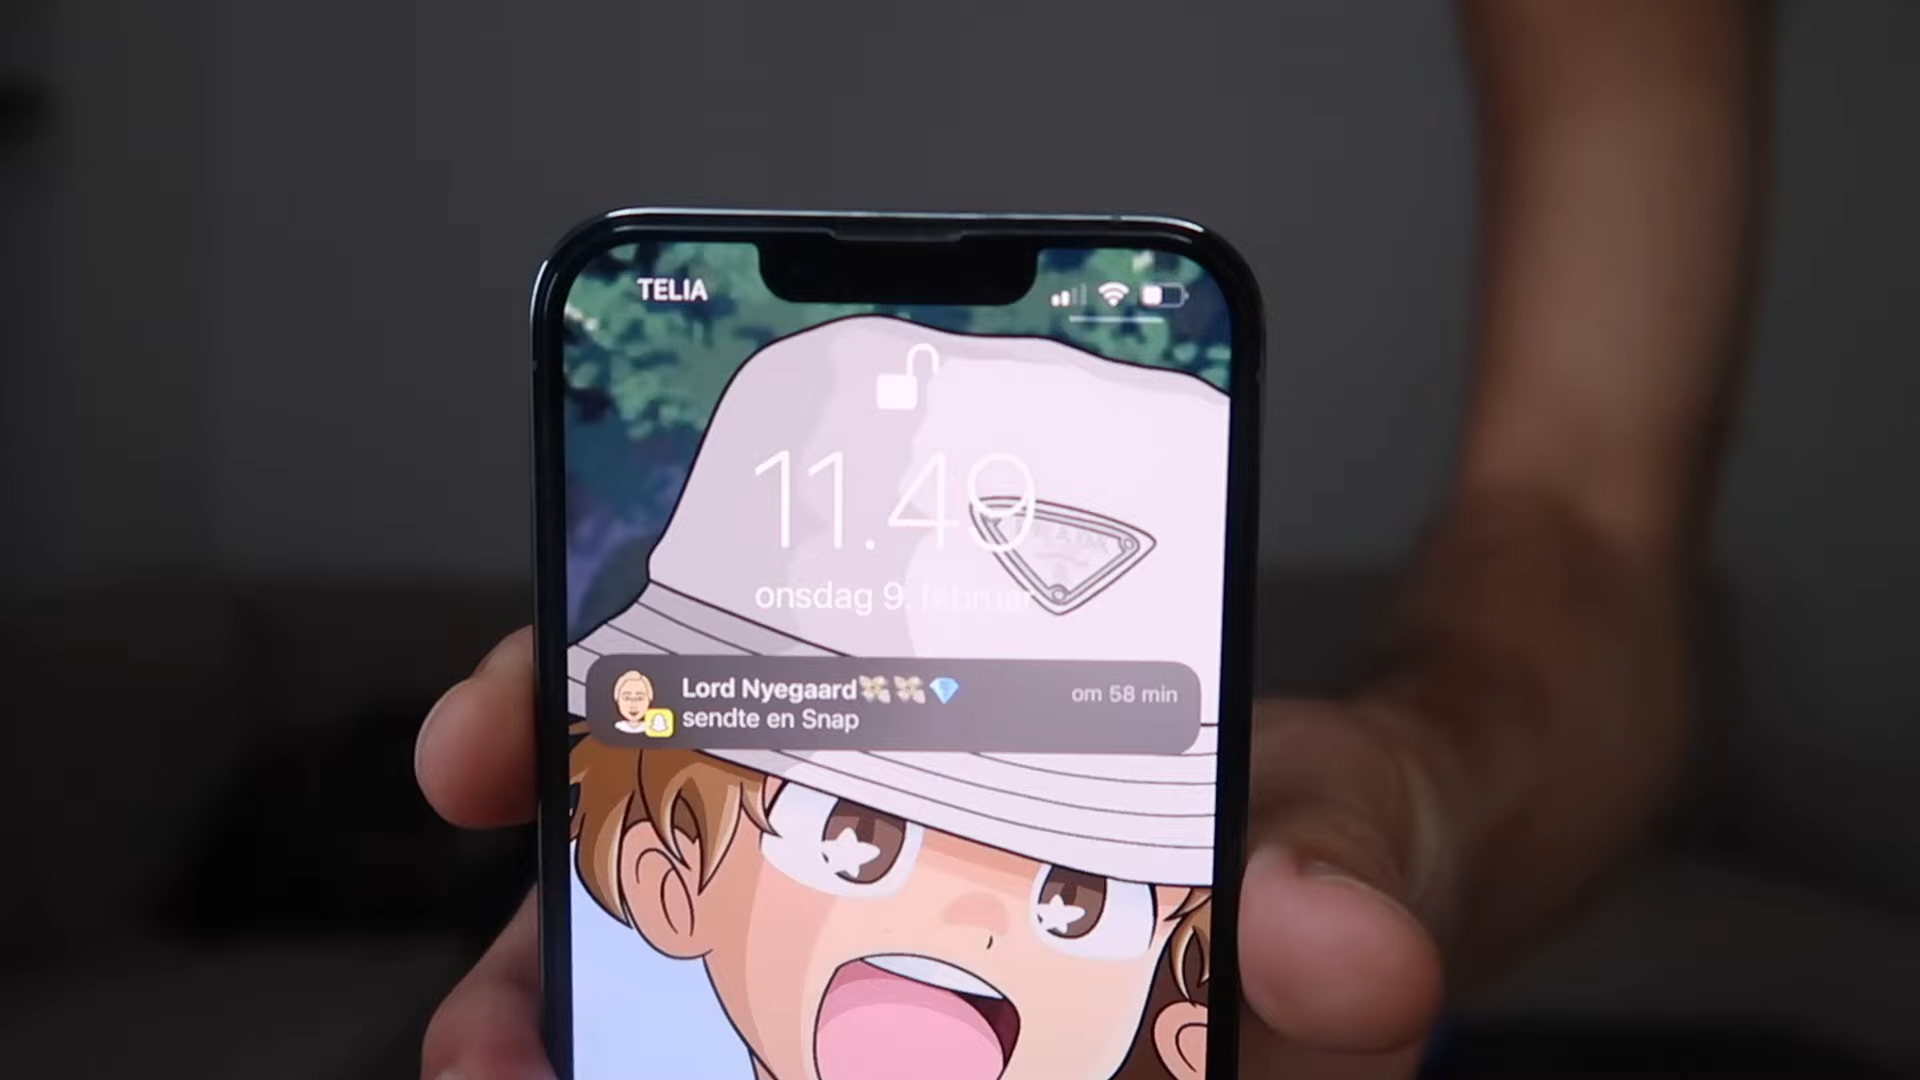 TELIA
11.49
onsdag 9. februar
Lord Nyegaard💸💸💎
om 58 min
sendte en Snap